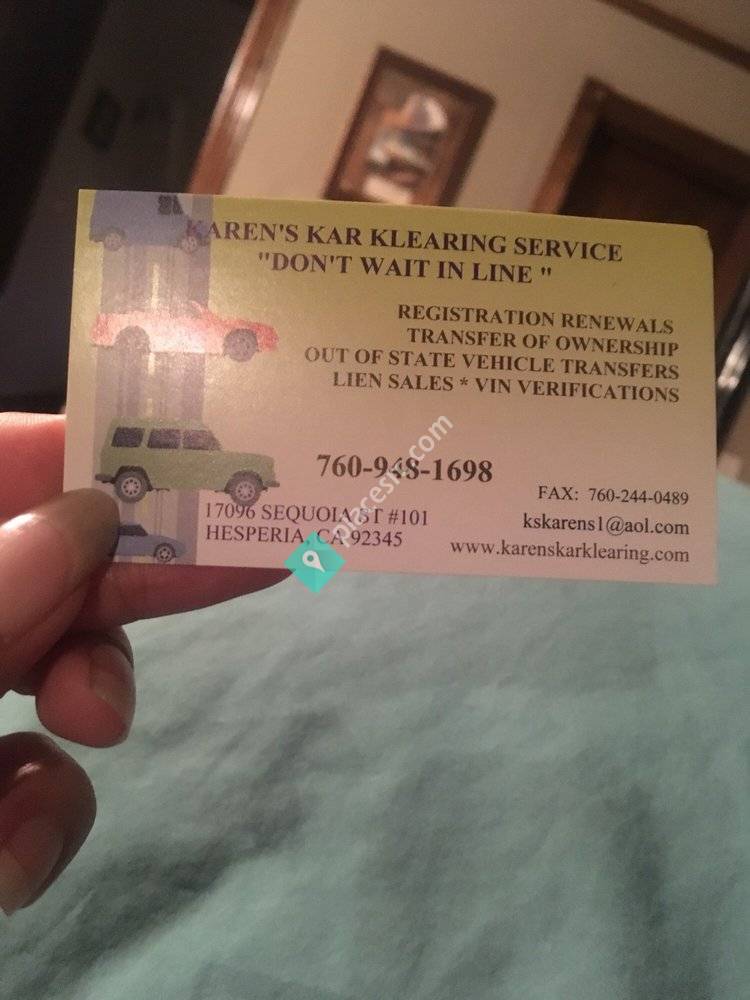 KAREN'S KAR KLEARING SERVICE
"DON'T WAIT IN LINE "
REGISTRATION RENEWALS
TRANSFER OF OWNERSHIP
OUT OF STATE VEHICLE TRANSFERS
LIEN SALES * VIN VERIFICATIONS
760-948-1698
FAX: 760-244-0489
17096 SEQUOIA ST #101
kskarens1@aol.com
HESPERIA, CA 92345
www.karenskarklearing.com
placesm.com